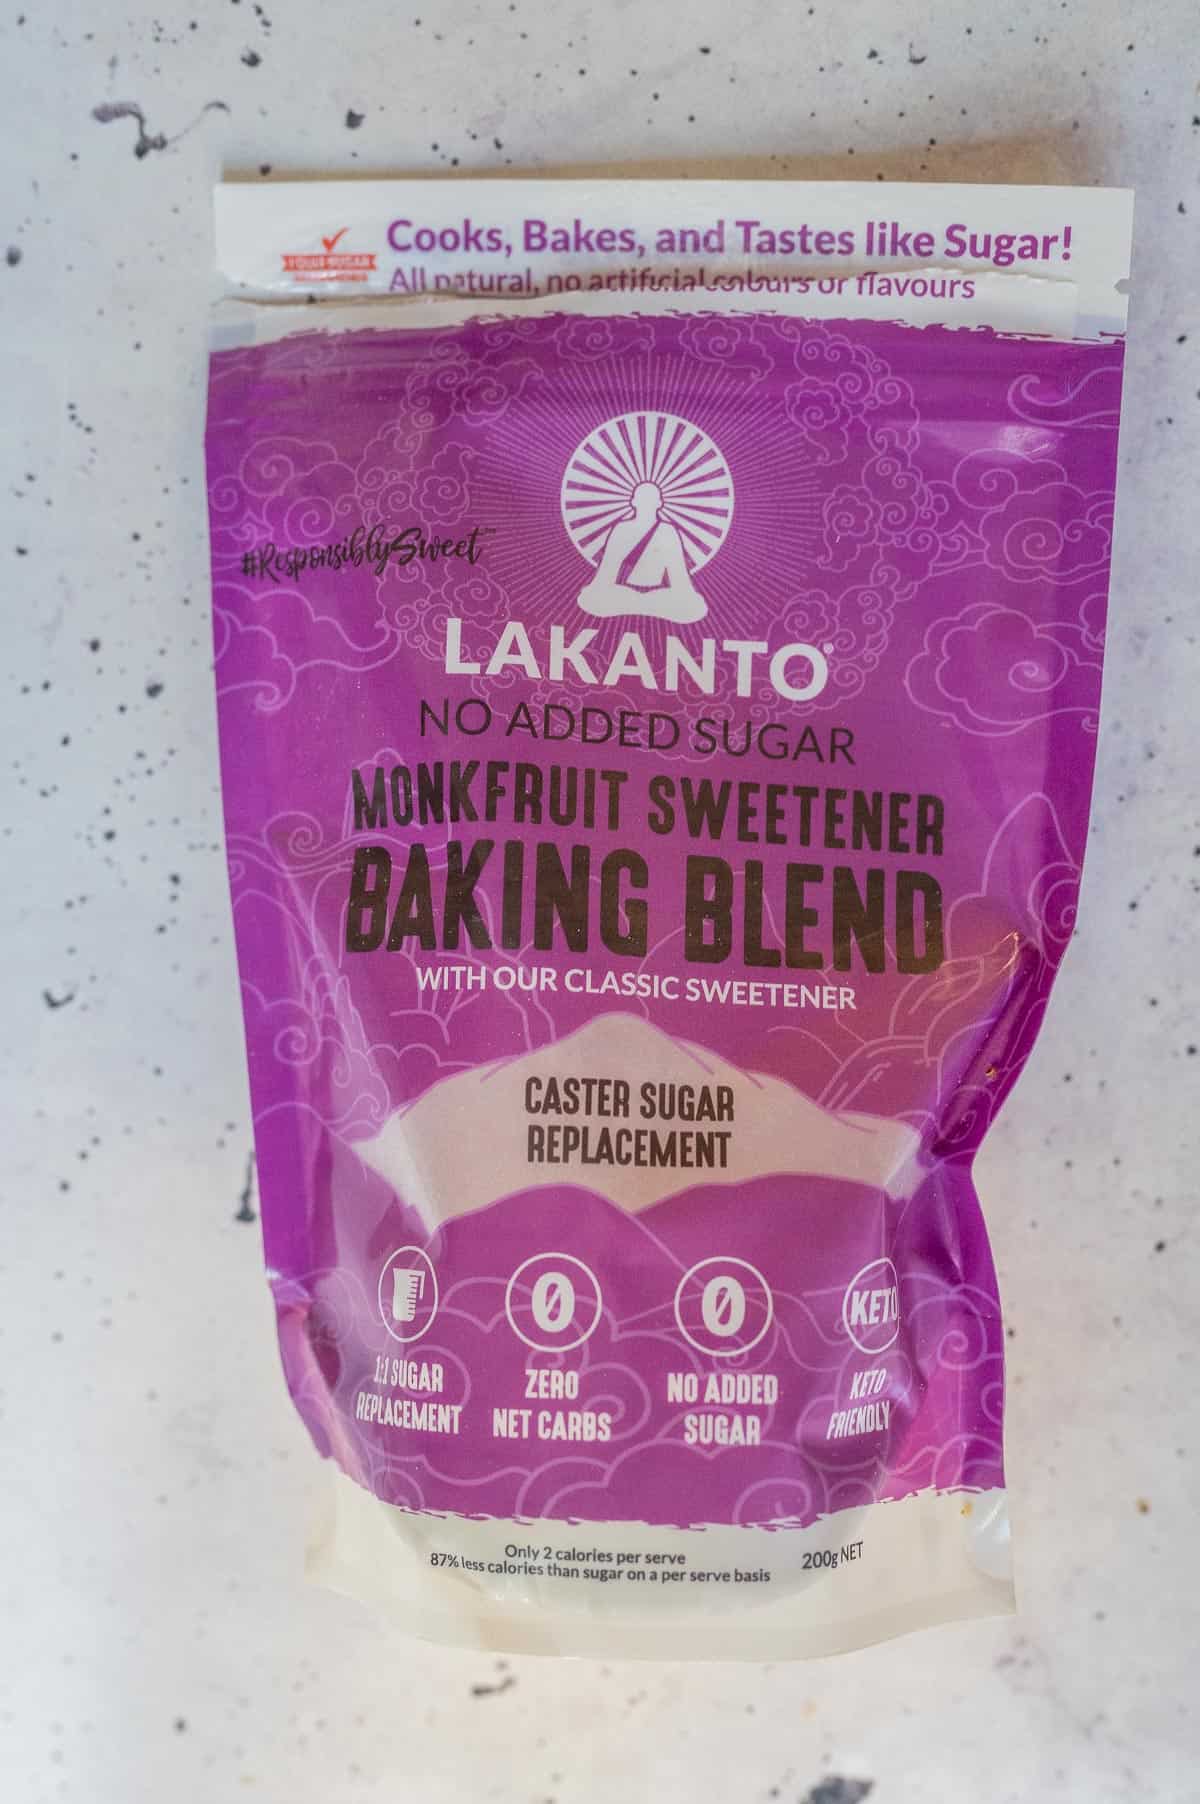 Cooks, Bakes, and Tastes like Sugar!
All natural, no artificial colours or flavours
#ResponsiblySweet™
LAKANTO®
NO ADDED SUGAR
MONKFRUIT SWEETENER
BAKING BLEND
WITH OUR CLASSIC SWEETENER
CASTER SUGAR
REPLACEMENT
1:1 SUGAR
REPLACEMENT
0
ZERO
NET CARBS
0
NO ADDED
SUGAR
KETO
KETO
FRIENDLY
Only 2 calories per serve
87% less calories than sugar on a per serve basis
200g NET